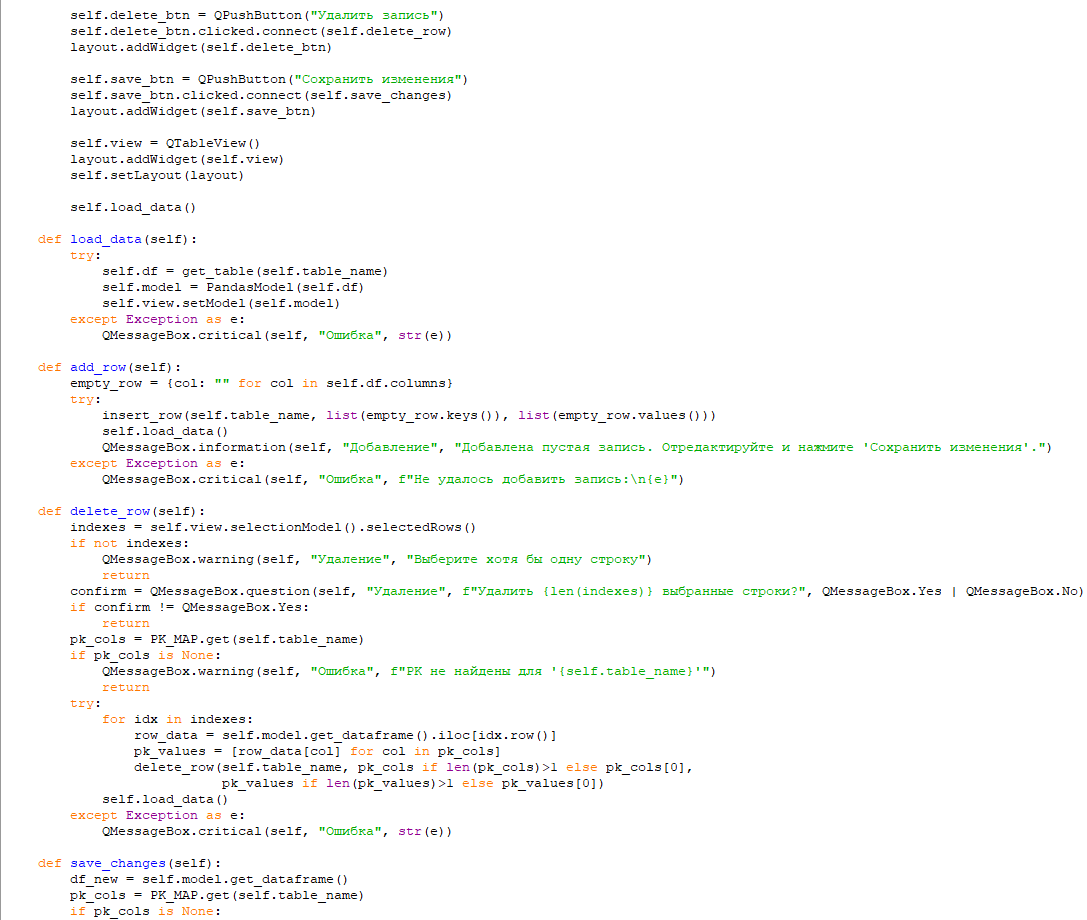 self.delete_btn = QPushButton("Удалить запись")
        self.delete_btn.clicked.connect(self.delete_row)
        layout.addWidget(self.delete_btn)

        self.save_btn = QPushButton("Сохранить изменения")
        self.save_btn.clicked.connect(self.save_changes)
        layout.addWidget(self.save_btn)

        self.view = QTableView()
        layout.addWidget(self.view)
        self.setLayout(layout)

        self.load_data()

    def load_data(self):
        try:
            self.df = get_table(self.table_name)
            self.model = PandasModel(self.df)
            self.view.setModel(self.model)
        except Exception as e:
            QMessageBox.critical(self, "Ошибка", str(e))

    def add_row(self):
        empty_row = {col: "" for col in self.df.columns}
        try:
            insert_row(self.table_name, list(empty_row.keys()), list(empty_row.values()))
            self.load_data()
            QMessageBox.information(self, "Добавление", "Добавлена пустая запись. Отредактируйте и нажмите 'Сохранить изменения'.")
        except Exception as e:
            QMessageBox.critical(self, "Ошибка", f"Не удалось добавить запись:\n{e}")

    def delete_row(self):
        indexes = self.view.selectionModel().selectedRows()
        if not indexes:
            QMessageBox.warning(self, "Удаление", "Выберите хотя бы одну строку")
            return
        confirm = QMessageBox.question(self, "Удаление", f"Удалить {len(indexes)} выбранные строки?", QMessageBox.Yes | QMessageBox.No)
        if confirm != QMessageBox.Yes:
            return
        pk_cols = PK_MAP.get(self.table_name)
        if pk_cols is None:
            QMessageBox.warning(self, "Ошибка", f"PK не найдены для '{self.table_name}'")
            return
        try:
            for idx in indexes:
                row_data = self.model.get_dataframe().iloc[idx.row()]
                pk_values = [row_data[col] for col in pk_cols]
                delete_row(self.table_name, pk_cols if len(pk_cols)>1 else pk_cols[0],
                           pk_values if len(pk_values)>1 else pk_values[0])
            self.load_data()
        except Exception as e:
            QMessageBox.critical(self, "Ошибка", str(e))

    def save_changes(self):
        df_new = self.model.get_dataframe()
        pk_cols = PK_MAP.get(self.table_name)
        if pk_cols is None: